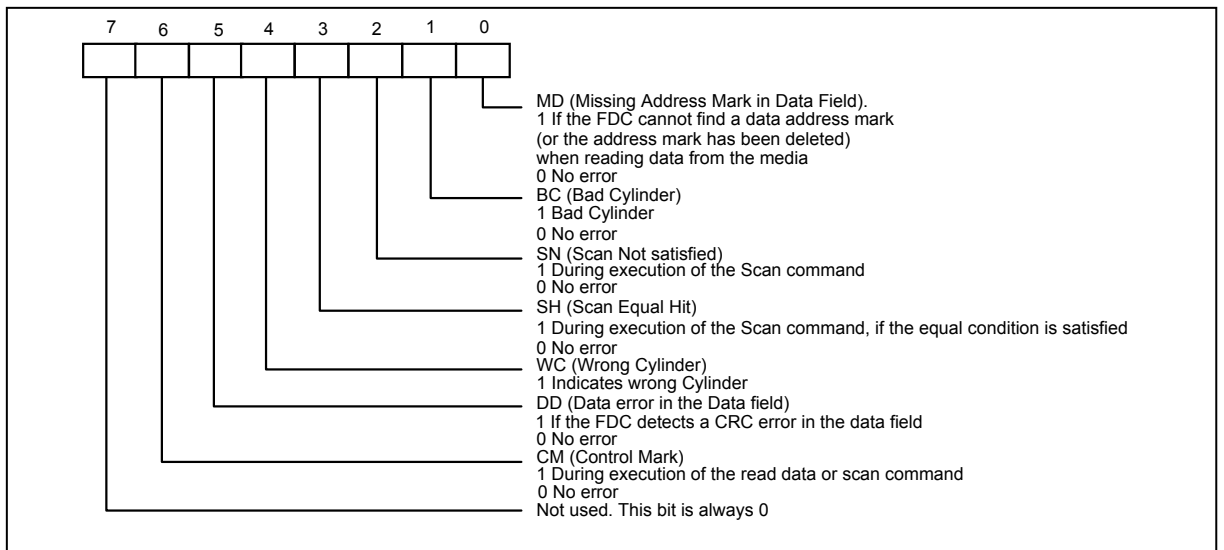 7 6 5 4 3 2 1 0
MD (Missing Address Mark in Data Field).
1 If the FDC cannot find a data address mark
(or the address mark has been deleted)
when reading data from the media
0 No error
BC (Bad Cylinder)
1 Bad Cylinder
0 No error
SN (Scan Not satisfied)
1 During execution of the Scan command
0 No error
SH (Scan Equal Hit)
1 During execution of the Scan command, if the equal condition is satisfied
0 No error
WC (Wrong Cylinder)
1 Indicates wrong Cylinder
DD (Data error in the Data field)
1 If the FDC detects a CRC error in the data field
0 No error
CM (Control Mark)
1 During execution of the read data or scan command
0 No error
Not used. This bit is always 0